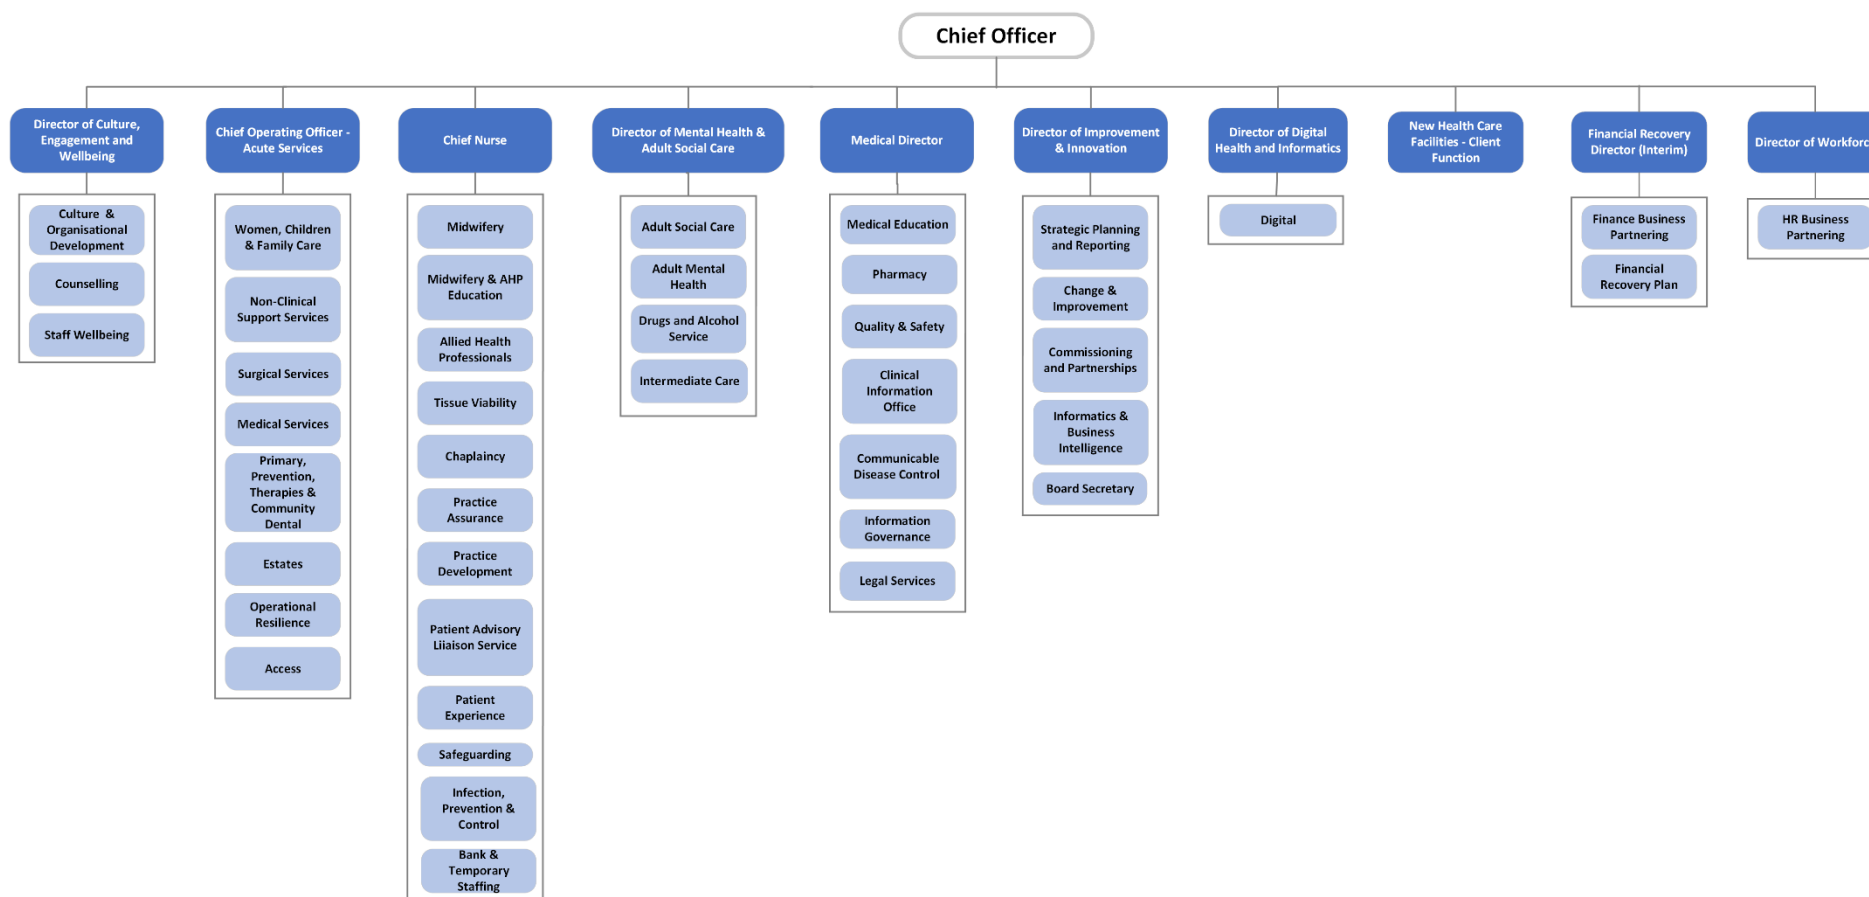 Chief Officer
Director of Culture,
Engagement and
Wellbeing
Culture &
Organisational
Development
Counselling
Staff Wellbeing
Chief Operating Officer -
Acute Services
Women, Children
& Family Care
Non-Clinical
Support Services
Surgical Services
Medical Services
Primary,
Prevention,
Therapies &
Community
Dental
Estates
Operational
Resilience
Access
Chief Nurse
Midwifery
Midwifery & AHP
Education
Allied Health
Professionals
Tissue Viability
Chaplaincy
Practice
Assurance
Practice
Development
Patient Advisory
Liiaison Service
Patient
Experience
Safeguarding
Infection,
Prevention &
Control
Bank &
Temporary
Staffing
Director of Mental Health &
Adult Social Care
Adult Social Care
Adult Mental
Health
Drugs and Alcohol
Service
Intermediate Care
Medical Director
Medical Education
Pharmacy
Quality & Safety
Clinical
Information
Office
Communicable
Disease Control
Information
Governance
Legal Services
Director of Improvement
& Innovation
Strategic Planning
and Reporting
Change &
Improvement
Commissioning
and Partnerships
Informatics &
Business
Intelligence
Board Secretary
Director of Digital
Health and Informatics
Digital
New Health Care
Facilities - Client
Function
Financial Recovery
Director (Interim)
Finance Business
Partnering
Financial
Recovery Plan
Director of Workforc
HR Business
Partnering